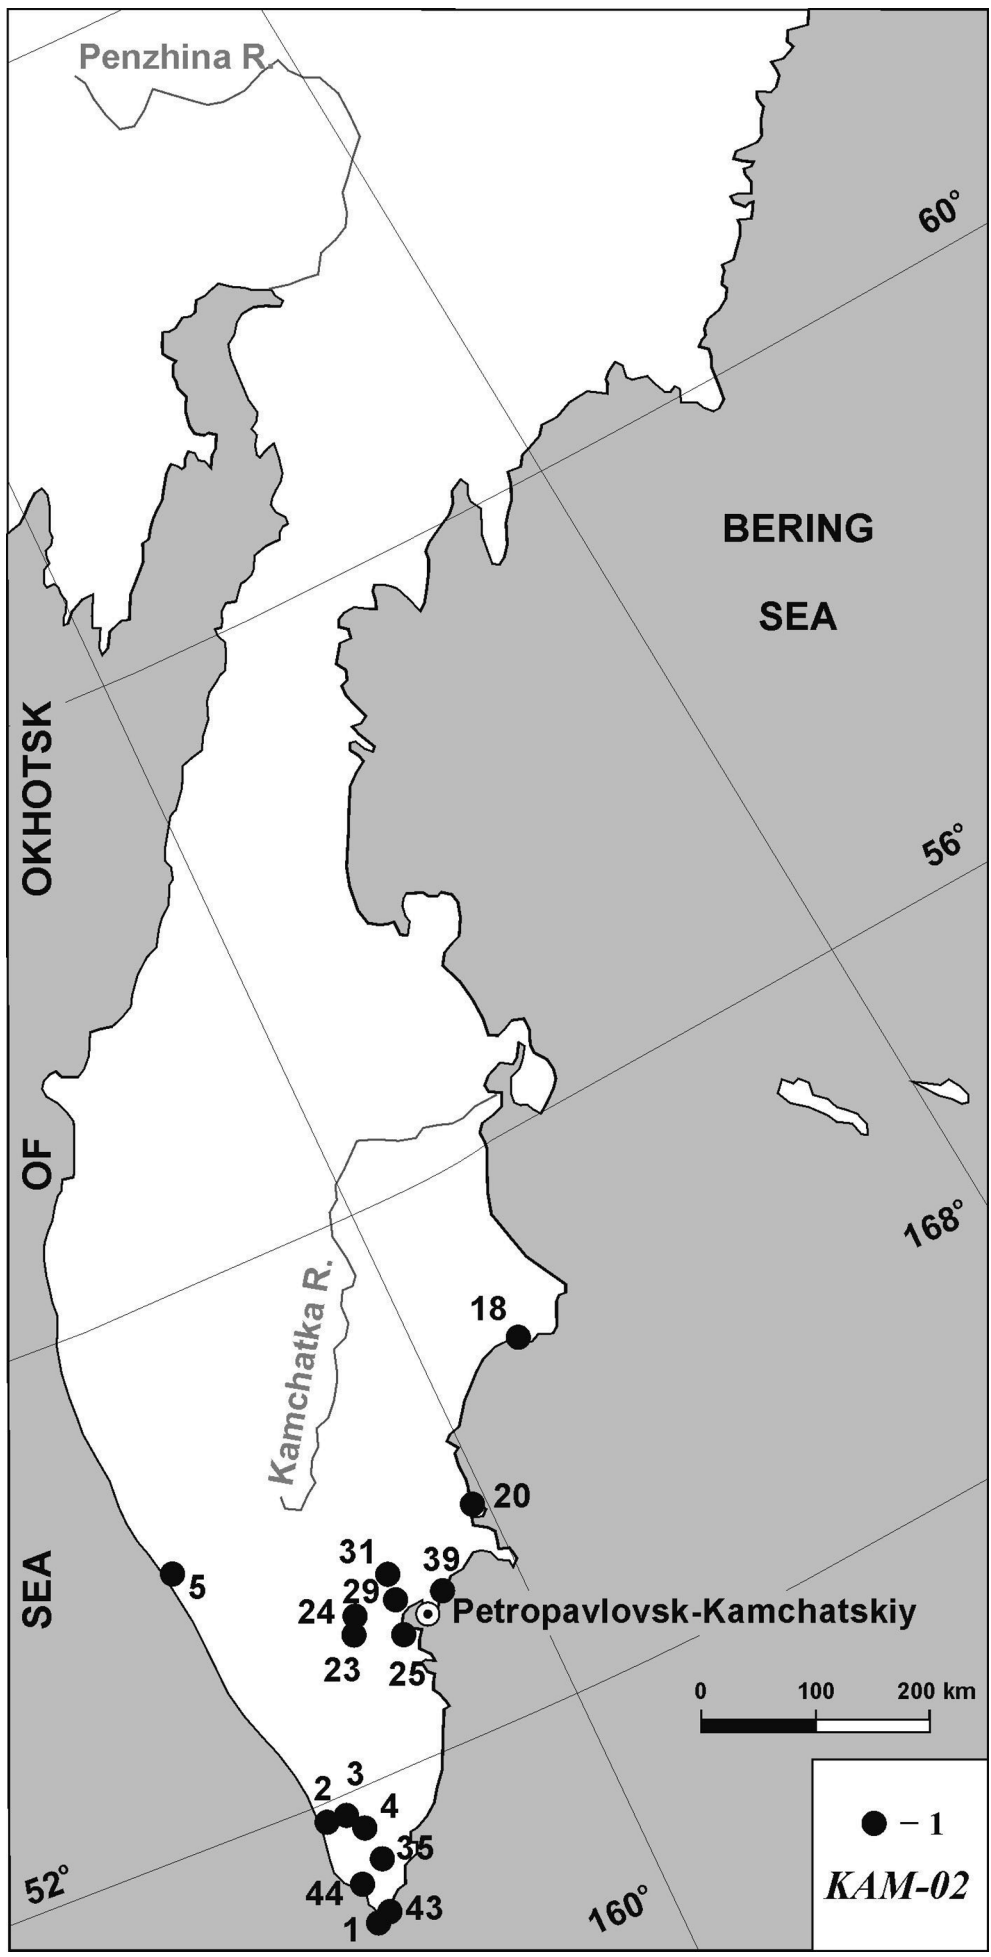 Penzhina R.
60°
BERING
SEA
OKHOTSK
56°
OF
168°
Kamchatka R.
18
20
SEA
5
31
39
29
24
Petropavlovsk-Kamchatskiy
23
25
0 100 200 km
2
3
4
35
44
43
1
52°
160°
– 1
KAM-02